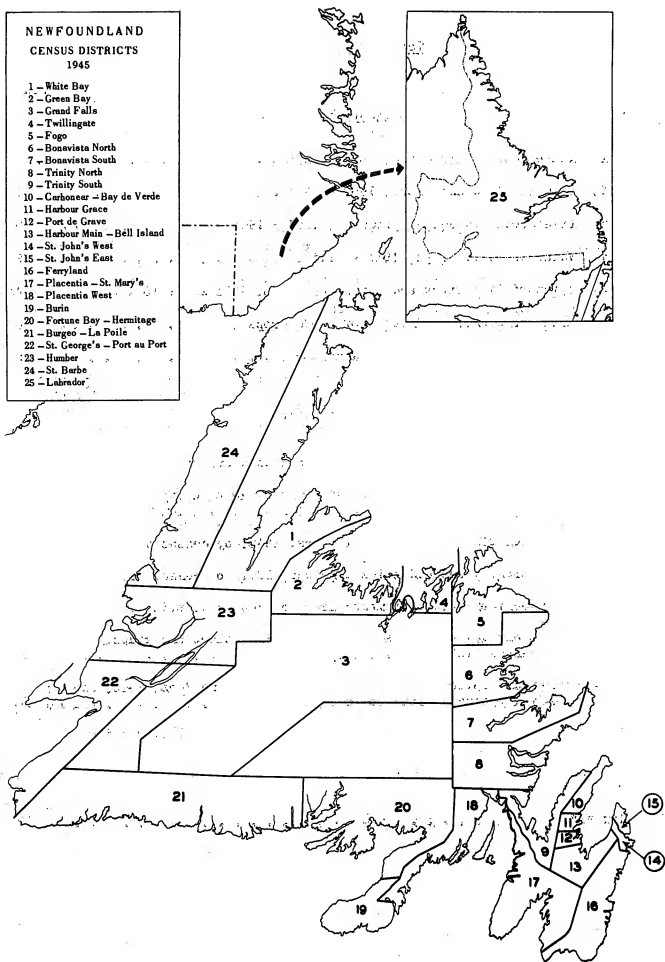 NEWFOUNDLAND
CENSUS DISTRICTS
1945
1 – White Bay
2 – Green Bay
3 – Grand Falls
4 – Twillingate
5 – Fogo
6 – Bonavista North
7 – Bonavista South
8 – Trinity North
9 – Trinity South
10 – Carbonear – Bay de Verde
11 – Harbour Grace
12 – Port de Grave
13 – Harbour Main – Bell Island
14 – St. John's West
15 – St. John's East
16 – Ferryland
17 – Placentia – St. Mary's
18 – Placentia West
19 – Burin
20 – Fortune Bay – Hermitage
21 – Burgeo – La Poile
22 – St. George's – Port au Port
23 – Humber
24 – St. Barbe
25 – Labrador
25
24
1
2
4
23
5
3
6
22
7
8
21
20
18
10
15
11
12
9
13
14
17
16
19